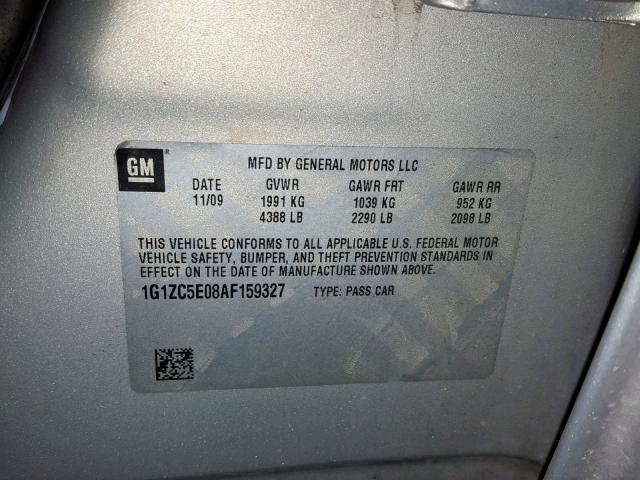 GM
MFD BY GENERAL MOTORS LLC
DATE GVWR GAWR FRT GAWR RR
11/09 1991 KG 1039 KG 952 KG
4388 LB 2290 LB 2098 LB
THIS VEHICLE CONFORMS TO ALL APPLICABLE U.S. FEDERAL MOTOR
VEHICLE SAFETY, BUMPER, AND THEFT PREVENTION STANDARDS IN
EFFECT ON THE DATE OF MANUFACTURE SHOWN ABOVE.
1G1ZC5E08AF159327 TYPE: PASS CAR